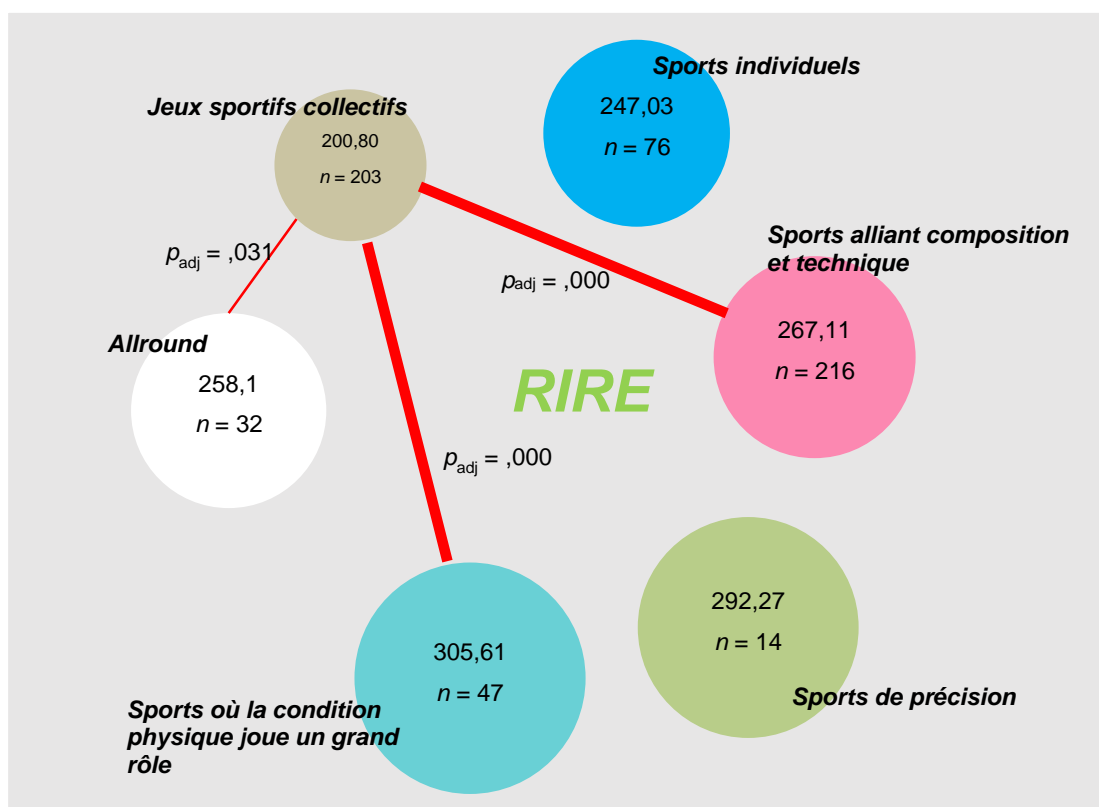 Sports individuels
247,03
n = 76
Jeux sportifs collectifs
200,80
n = 203
Sports alliant composition
et technique
267,11
n = 216
padj = ,031
padj = ,000
Allround
258,1
n = 32
RIRE
padj = ,000
292,27
n = 14
Sports de précision
305,61
n = 47
Sports où la condition
physique joue un grand
rôle